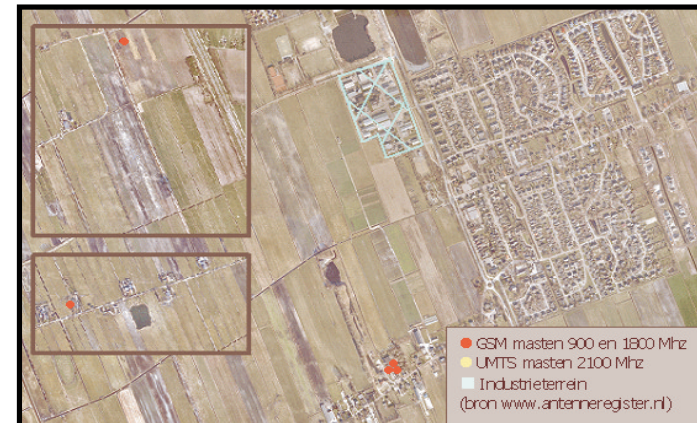 GSM masten 900 en 1800 Mhz
UMTS masten 2100 Mhz
Industrieterrein
(bron www.antenneregister.nl)